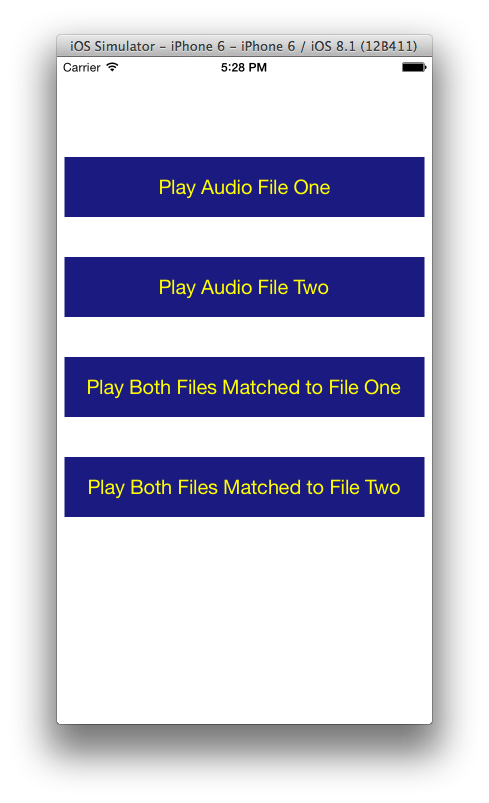 iOS Simulator - iPhone 6 - iPhone 6 / iOS 8.1 (12B411)
Carrier 5:28 PM
Play Audio File One
Play Audio File Two
Play Both Files Matched to File One
Play Both Files Matched to File Two